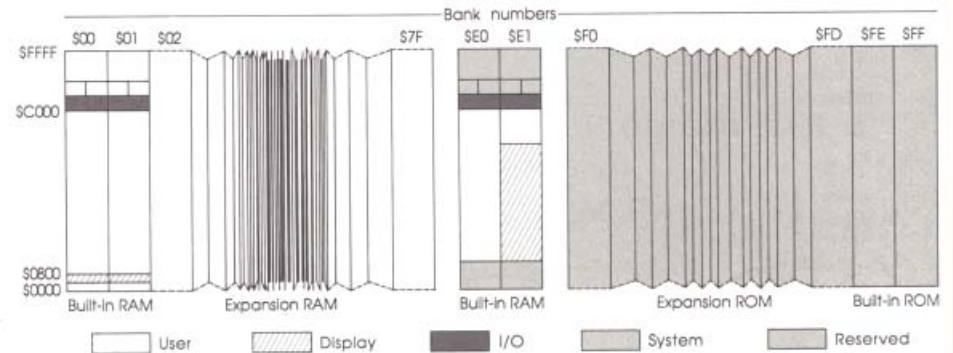 Bank numbers
$00 $01 $02 $7F $E0 $E1 $F0 $FD $FE $FF
$FFFF
$C000
$0800
$0000
Built-in RAM Expansion RAM Built-in RAM Expansion ROM Built-in ROM
User Display I/O System Reserved